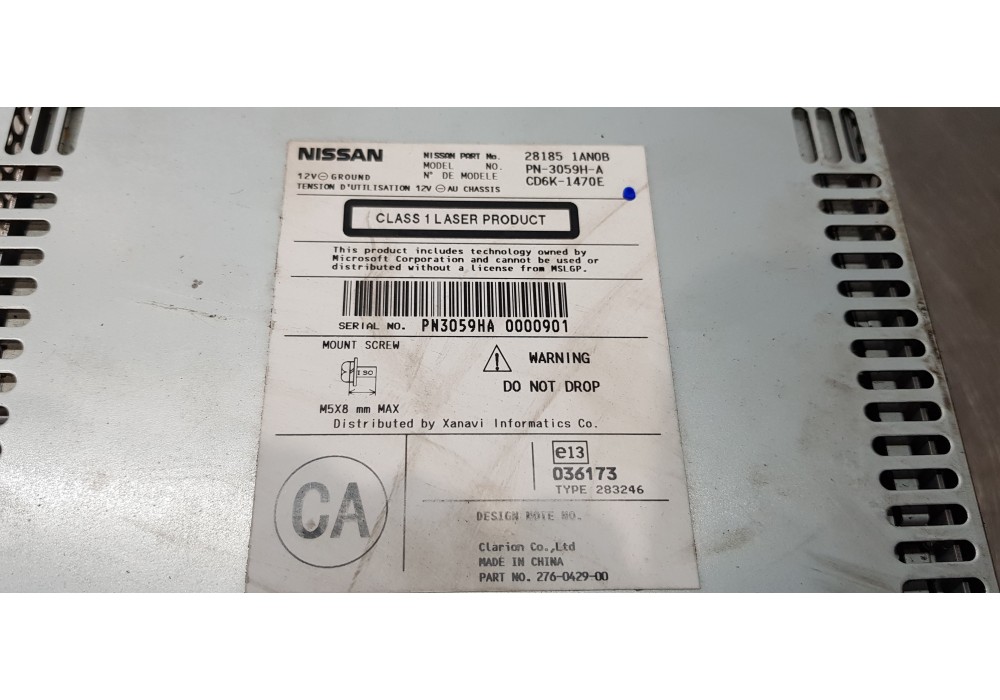 NISSAN
NISSAN PART No. 28185 1AN0B
MODEL NO. PN-3059H-A
N° DE MODELE CD6K-1470E
12V ⊖ GROUND
TENSION D'UTILISATION 12V ⊖ AU CHASSIS
CLASS 1 LASER PRODUCT
This product includes technology owned by
Microsoft Corporation and cannot be used or
distributed without a license from MSLGP.
SERIAL NO. PN3059HA 0000901
MOUNT SCREW
ISO
M5X8 mm MAX
WARNING
DO NOT DROP
Distributed by Xanavi Informatics Co.
CA
e13
036173
TYPE 283246
DESIGN NOTE NO.
Clarion Co.,Ltd
MADE IN CHINA
PART NO. 276-0429-00